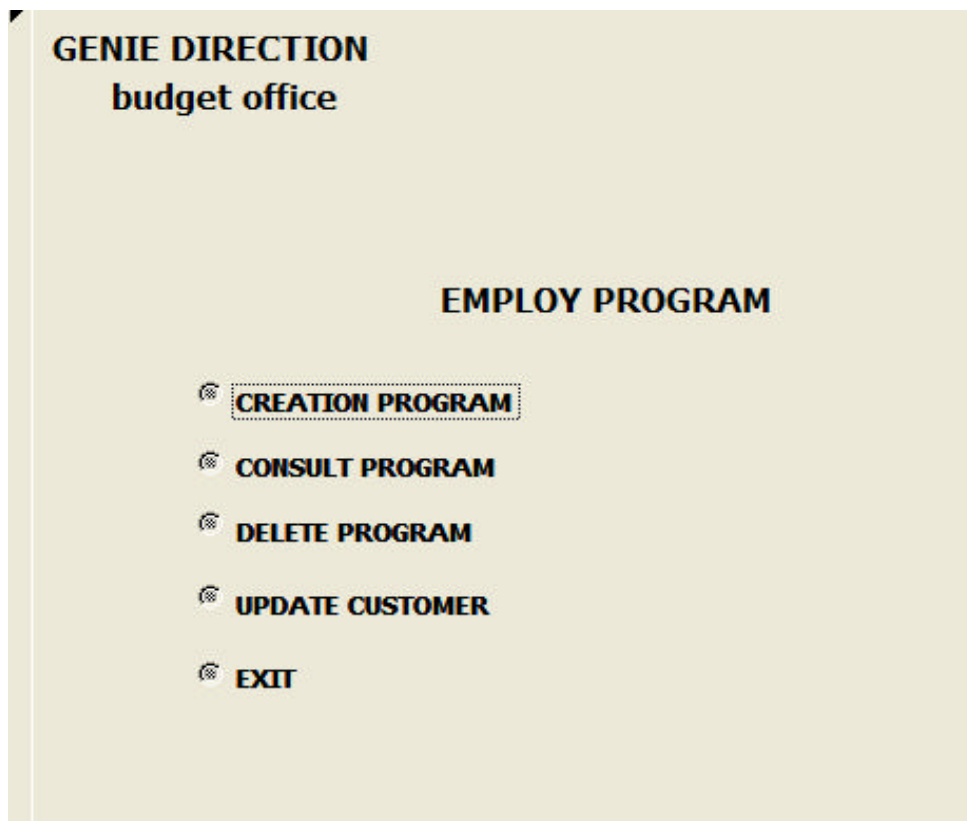 GENIE DIRECTION
budget office
EMPLOY PROGRAM
CREATION PROGRAM
CONSULT PROGRAM
DELETE PROGRAM
UPDATE CUSTOMER
EXIT